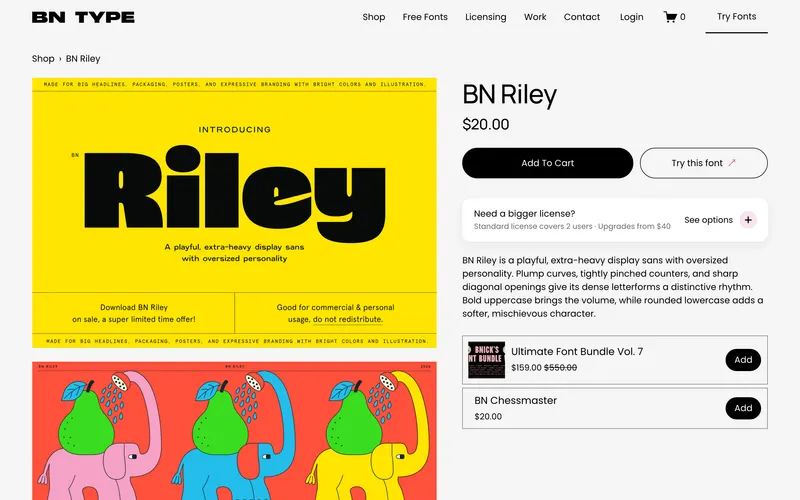 BN TYPE
Shop Free Fonts Licensing Work Contact Login 0 Try Fonts
Shop › BN Riley
MADE FOR BIG HEADLINES, PACKAGING, POSTERS, AND EXPRESSIVE BRANDING WITH BRIGHT COLORS AND ILLUSTRATION.
INTRODUCING
BN
Riley
A playful, extra-heavy display sans
with oversized personality
Download BN Riley
on sale, a super limited time offer!
Good for commercial & personal
usage, do not redistribute.
MADE FOR BIG HEADLINES, PACKAGING, POSTERS, AND EXPRESSIVE BRANDING WITH BRIGHT COLORS AND ILLUSTRATION.
BN RILEY BN RILEY
BN Riley
$20.00
Add To Cart
Try this font
Need a bigger license?
Standard license covers 2 users · Upgrades from $40
See options
BN Riley is a playful, extra-heavy display sans with oversized
personality. Plump curves, tightly pinched counters, and sharp
diagonal openings give its dense letterforms a distinctive rhythm.
Bold uppercase brings the volume, while rounded lowercase adds a
softer, mischievous character.
BNICK'S
NT BUNDLE
Ultimate Font Bundle Vol. 7
$159.00 $550.00
Add
BN Chessmaster
$20.00
Add